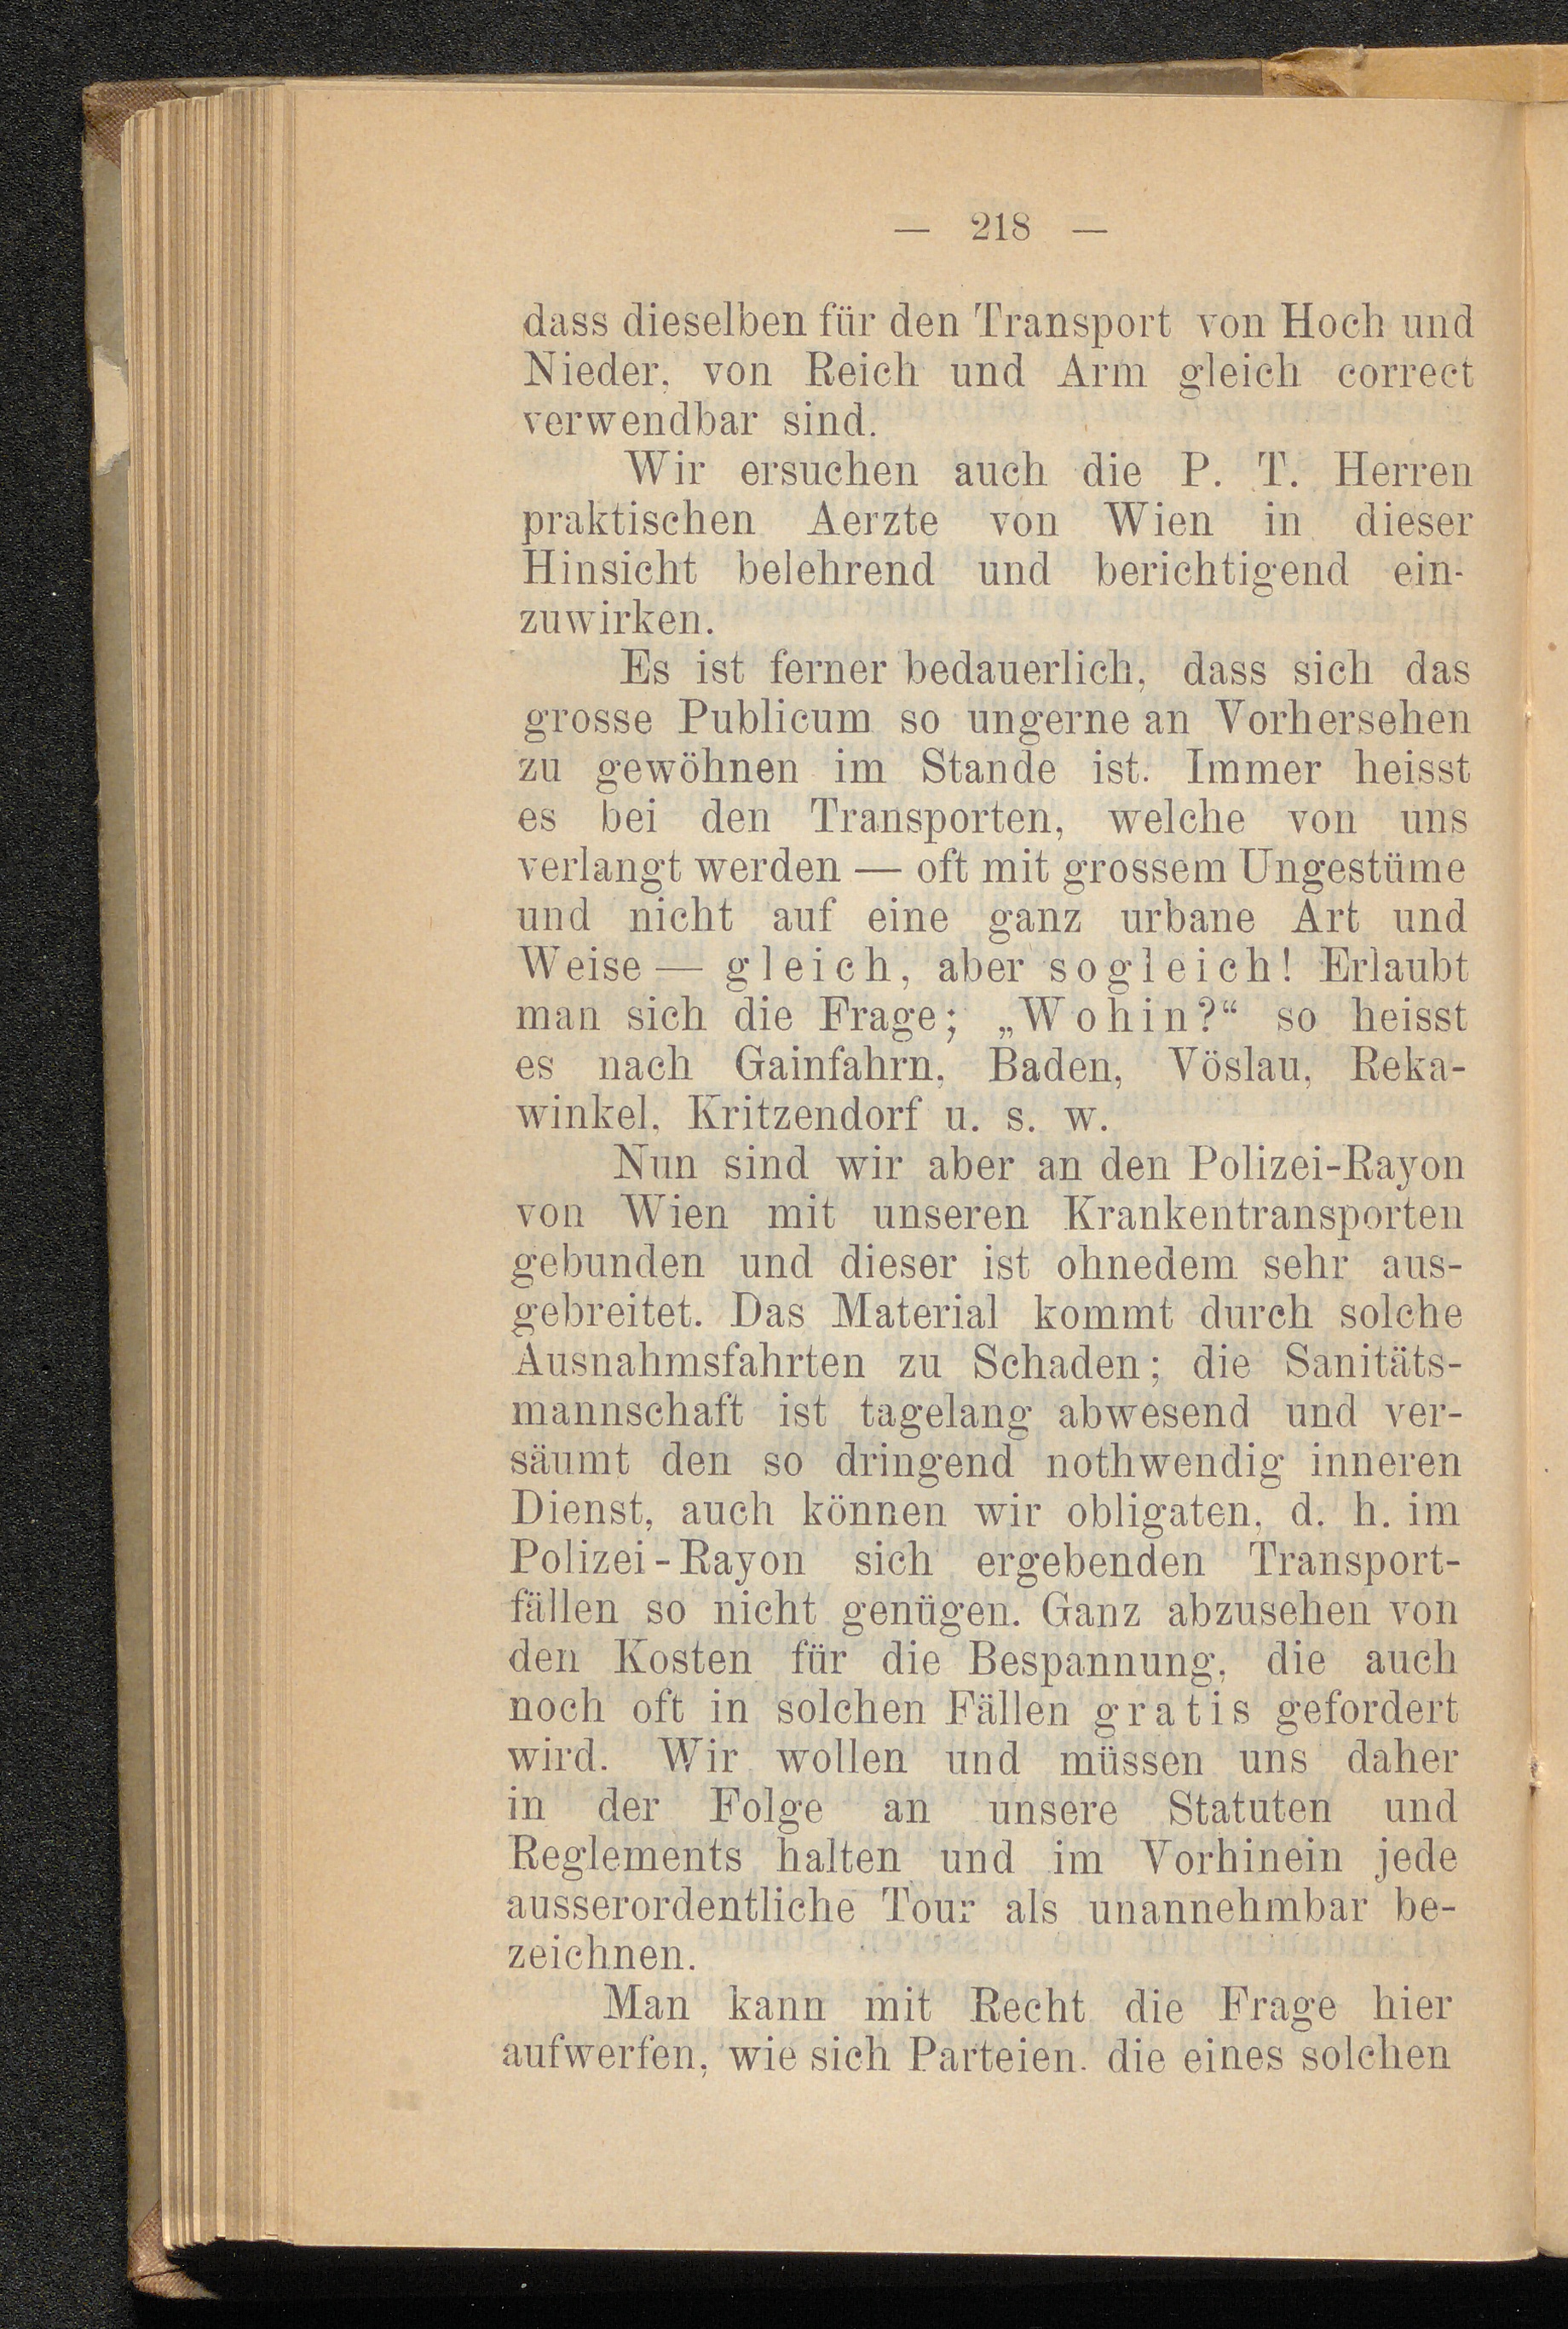 — 218 —
dass dieselben für den Transport von Hoch und
Nieder, von Reich und Arm gleich correct
verwendbar sind.
Wir ersuchen auch die P. T. Herren
praktischen Aerzte von Wien in dieser
Hinsicht belehrend und berichtigend ein-
zuwirken.
Es ist ferner bedauerlich, dass sich das
grosse Publicum so ungerne an Vorhersehen
zu gewöhnen im Stande ist. Immer heisst
es bei den Transporten, welche von uns
verlangt werden — oft mit grossem Ungestüme
und nicht auf eine ganz urbane Art und
Weise — gleich, aber sogleich! Erlaubt
man sich die Frage; „Wohin?“ so heisst
es nach Gainfahrn, Baden, Vöslau, Reka-
winkel, Kritzendorf u. s. w.
Nun sind wir aber an den Polizei-Rayon
von Wien mit unseren Krankentransporten
gebunden und dieser ist ohnedem sehr aus-
gebreitet. Das Material kommt durch solche
Ausnahmsfahrten zu Schaden; die Sanitäts-
mannschaft ist tagelang abwesend und ver-
säumt den so dringend nothwendig inneren
Dienst, auch können wir obligaten, d. h. im
Polizei-Rayon sich ergebenden Transport-
fällen so nicht genügen. Ganz abzusehen von
den Kosten für die Bespannung, die auch
noch oft in solchen Fällen gratis gefordert
wird. Wir wollen und müssen uns daher
in der Folge an unsere Statuten und
Reglements halten und im Vorhinein jede
ausserordentliche Tour als unannehmbar be-
zeichnen.
Man kann mit Recht die Frage hier
aufwerfen, wie sich Parteien. die eines solchen